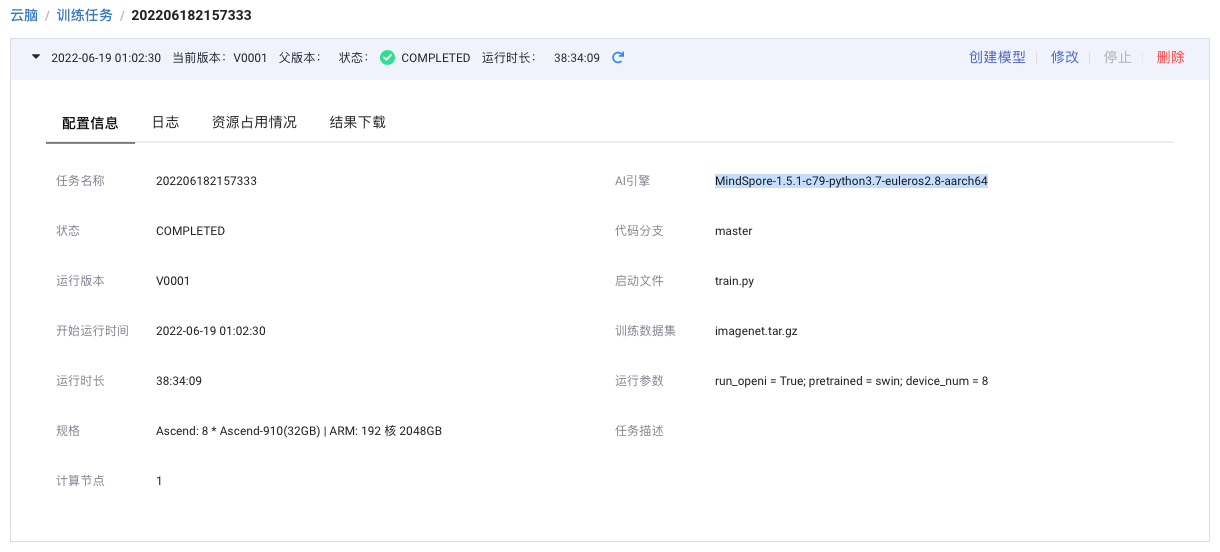 云脑 / 训练任务 / 202206182157333
2022-06-19 01:02:30 当前版本: V0001 父版本: 状态: COMPLETED 运行时长: 38:34:09 创建模型 修改 停止 删除
配置信息 日志 资源占用情况 结果下载
任务名称 202206182157333 AI引擎 MindSpore-1.5.1-c79-python3.7-euleros2.8-aarch64
状态 COMPLETED 代码分支 master
运行版本 V0001 启动文件 train.py
开始运行时间 2022-06-19 01:02:30 训练数据集 imagenet.tar.gz
运行时长 38:34:09 运行参数 run_openi = True; pretrained = swin; device_num = 8
规格 Ascend: 8 * Ascend-910(32GB) | ARM: 192 核 2048GB 任务描述
计算节点 1